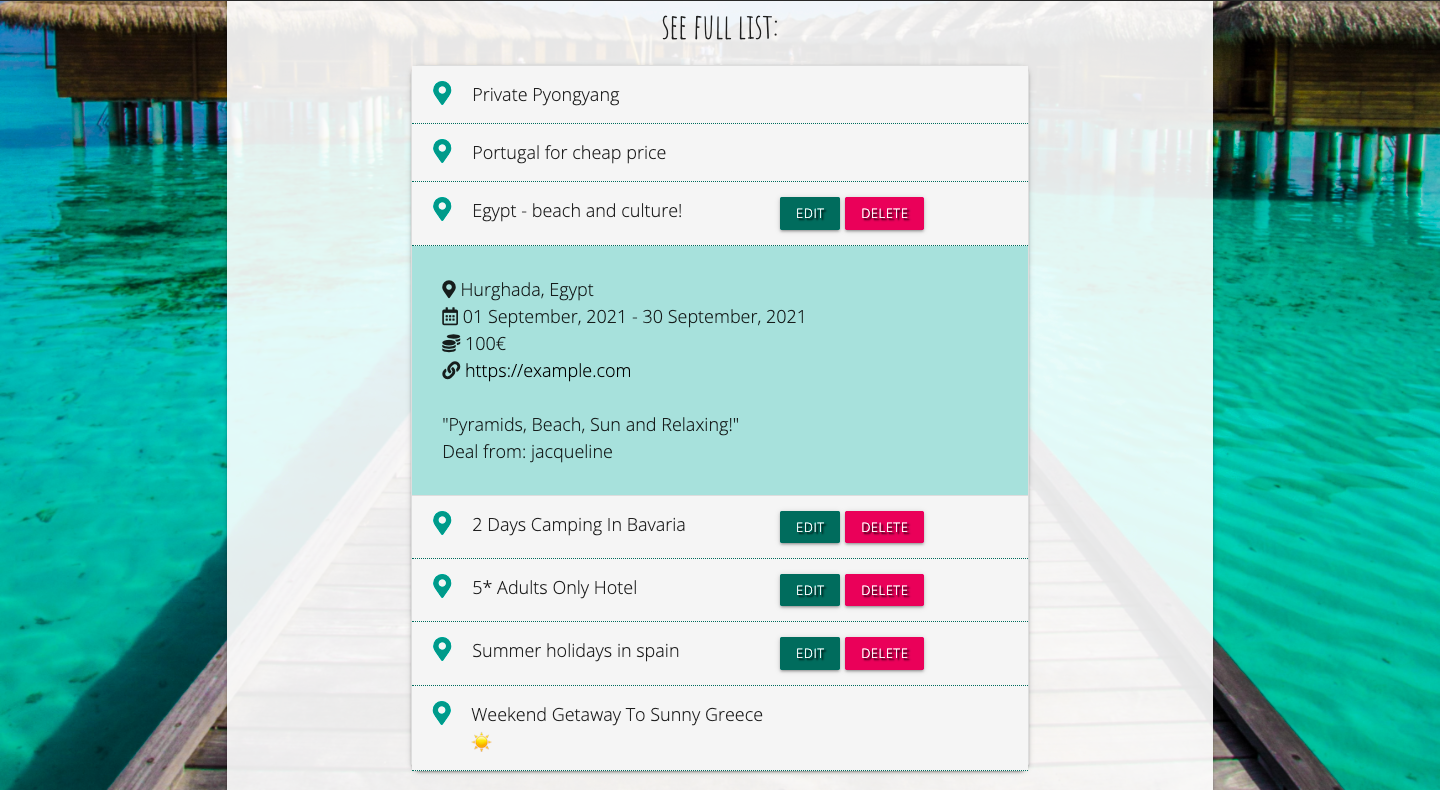 SEE FULL LIST:
Private Pyongyang
Portugal for cheap price
Egypt - beach and culture! EDIT DELETE
Hurghada, Egypt
01 September, 2021 - 30 September, 2021
100€
https://example.com
"Pyramids, Beach, Sun and Relaxing!"
Deal from: jacqueline
2 Days Camping In Bavaria EDIT DELETE
5* Adults Only Hotel EDIT DELETE
Summer holidays in spain EDIT DELETE
Weekend Getaway To Sunny Greece
☀️